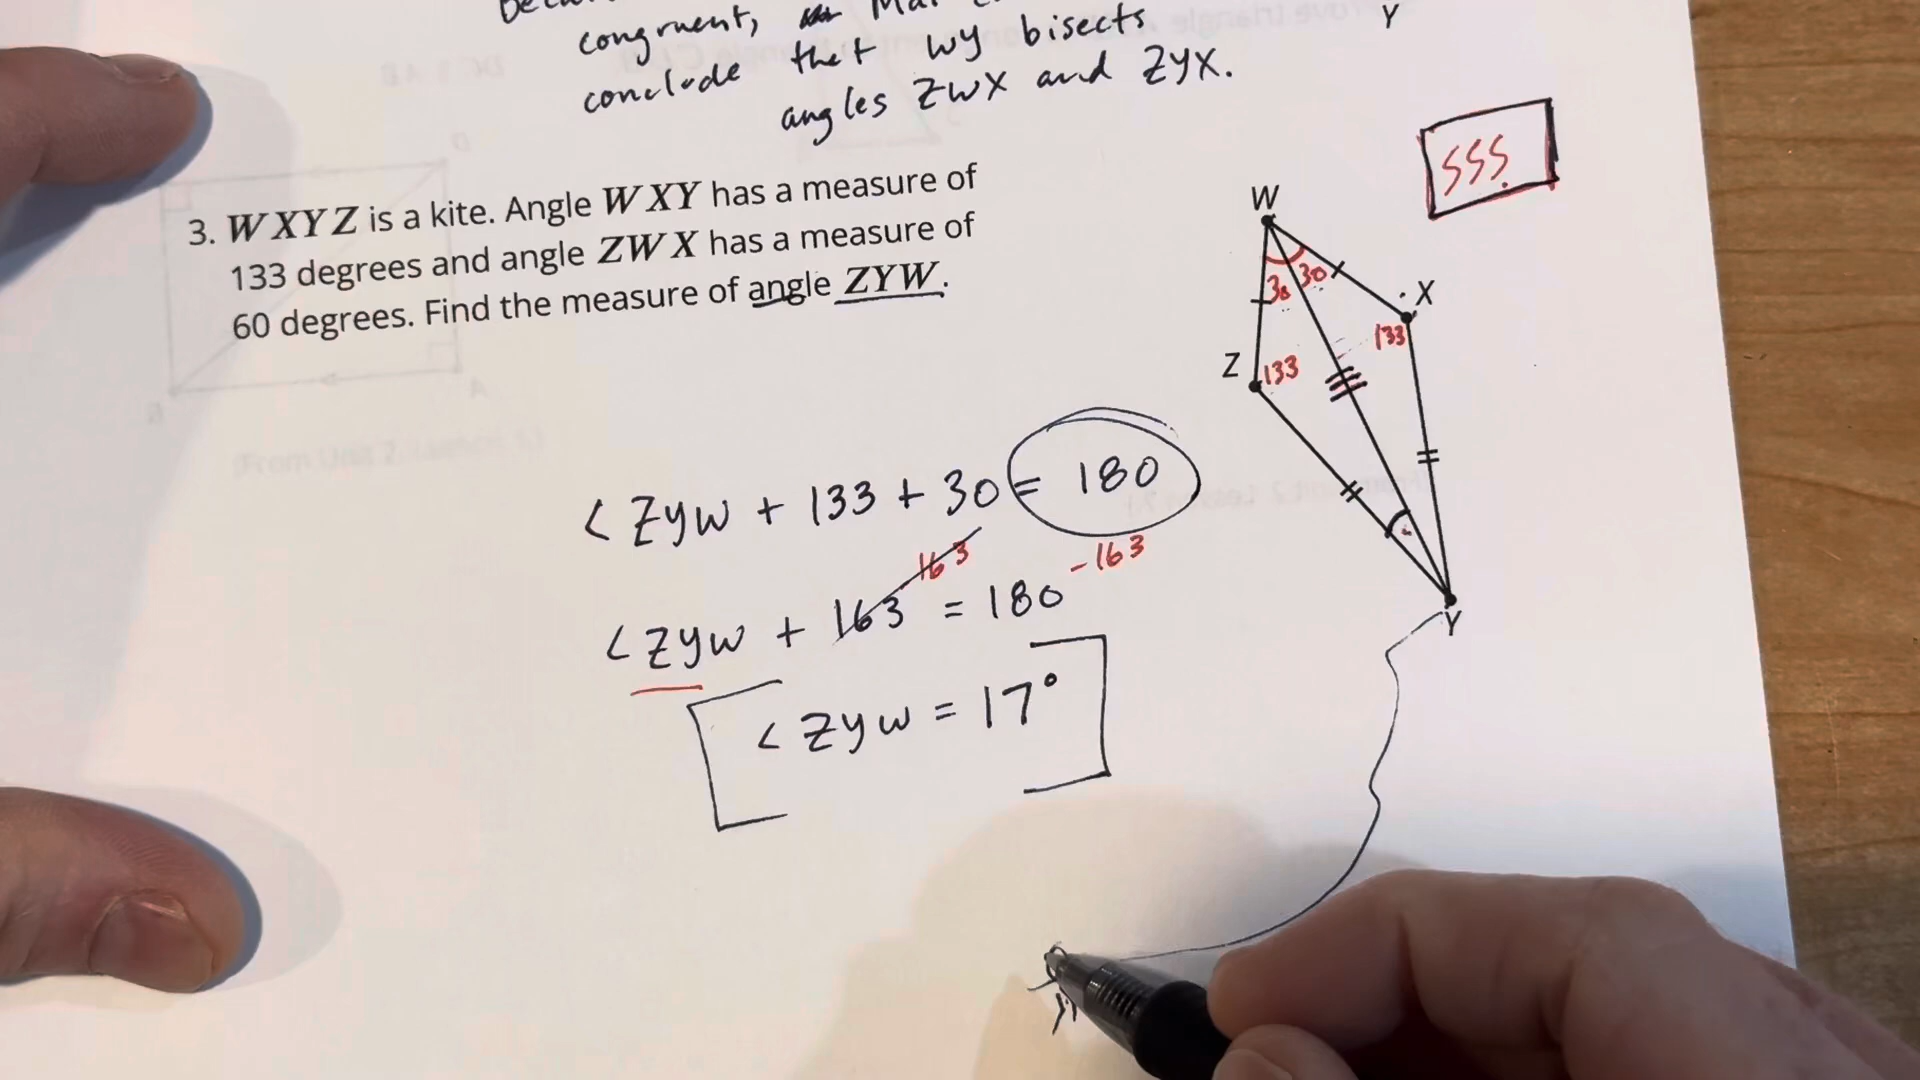 congruent,
conclude that WY bisects
angles ZWX and ZYX.
Y
SSS
3. WXYZ is a kite. Angle WXY has a measure of
133 degrees and angle ZWX has a measure of
60 degrees. Find the measure of angle ZYW.
W
30 30
X
133
Z 133
Y
< ZYW + 133 + 30 = 180
163 -163
< ZYW + 163 = 180
< ZYW = 17°